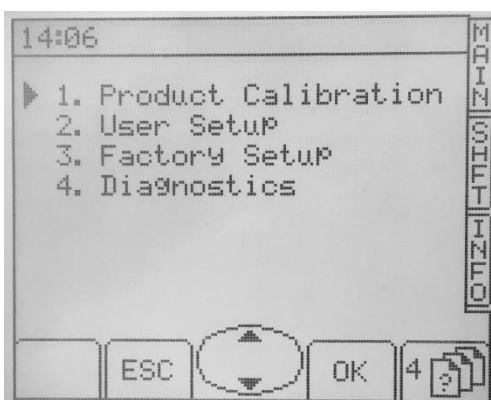 14:06
1. Product Calibration
2. User Setup
3. Factory Setup
4. Diagnostics
MAIN
SHFT
INFO
ESC
OK
4 ?